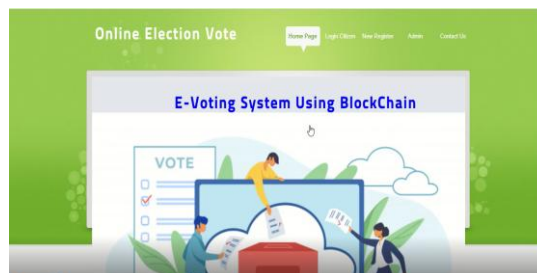 Online Election Vote
Home Page Login Citizen New Register Admin Contact Us
E-Voting System Using BlockChain
VOTE